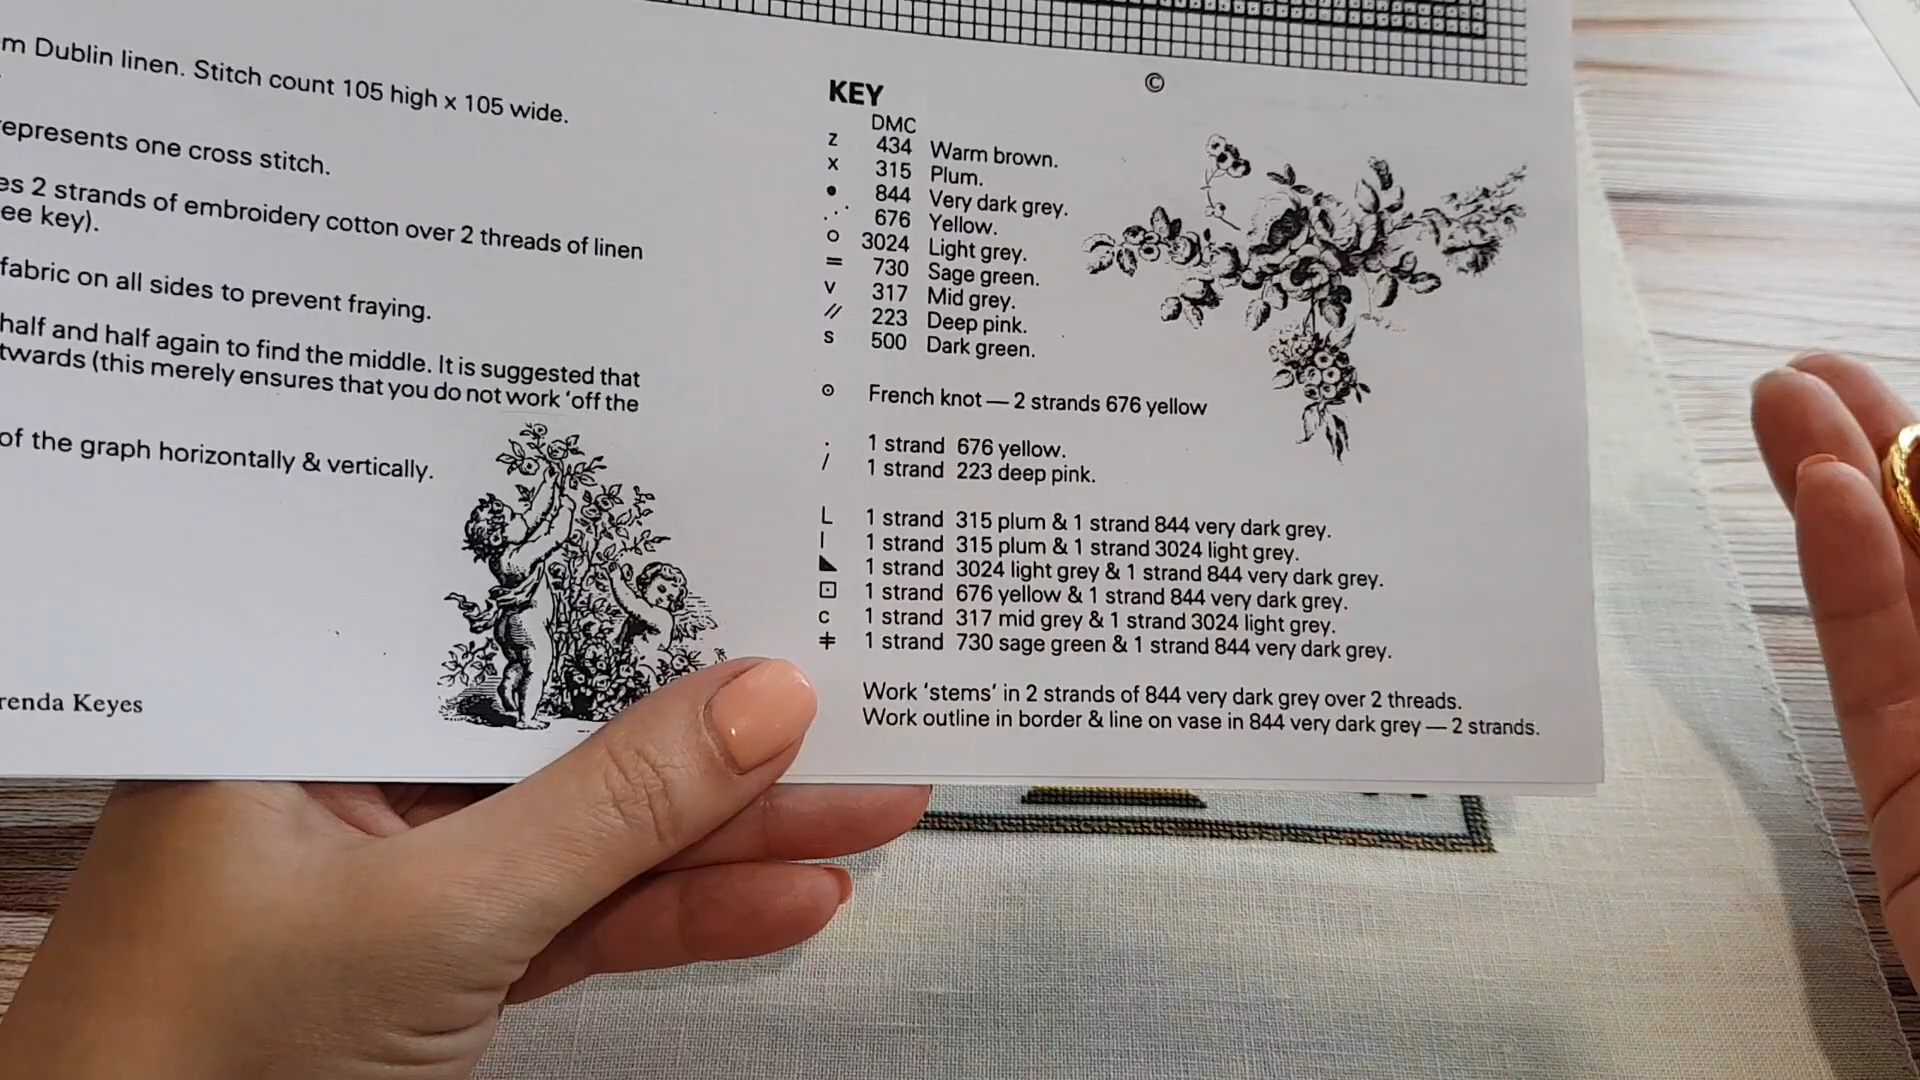 m Dublin linen. Stitch count 105 high x 105 wide.
epresents one cross stitch.
es 2 strands of embroidery cotton over 2 threads of linen
ee key).
fabric on all sides to prevent fraying.
half and half again to find the middle. It is suggested that
twards (this merely ensures that you do not work 'off the
of the graph horizontally & vertically.
renda Keyes
©
KEY
DMC
z 434 Warm brown.
x 315 Plum.
• 844 Very dark grey.
⋰ 676 Yellow.
o 3024 Light grey.
= 730 Sage green.
v 317 Mid grey.
// 223 Deep pink.
s 500 Dark green.
⊙ French knot — 2 strands 676 yellow
· 1 strand 676 yellow.
/ 1 strand 223 deep pink.
L 1 strand 315 plum & 1 strand 844 very dark grey.
| 1 strand 315 plum & 1 strand 3024 light grey.
◣ 1 strand 3024 light grey & 1 strand 844 very dark grey.
⊡ 1 strand 676 yellow & 1 strand 844 very dark grey.
c 1 strand 317 mid grey & 1 strand 3024 light grey.
ǂ 1 strand 730 sage green & 1 strand 844 very dark grey.
Work 'stems' in 2 strands of 844 very dark grey over 2 threads.
Work outline in border & line on vase in 844 very dark grey — 2 strands.